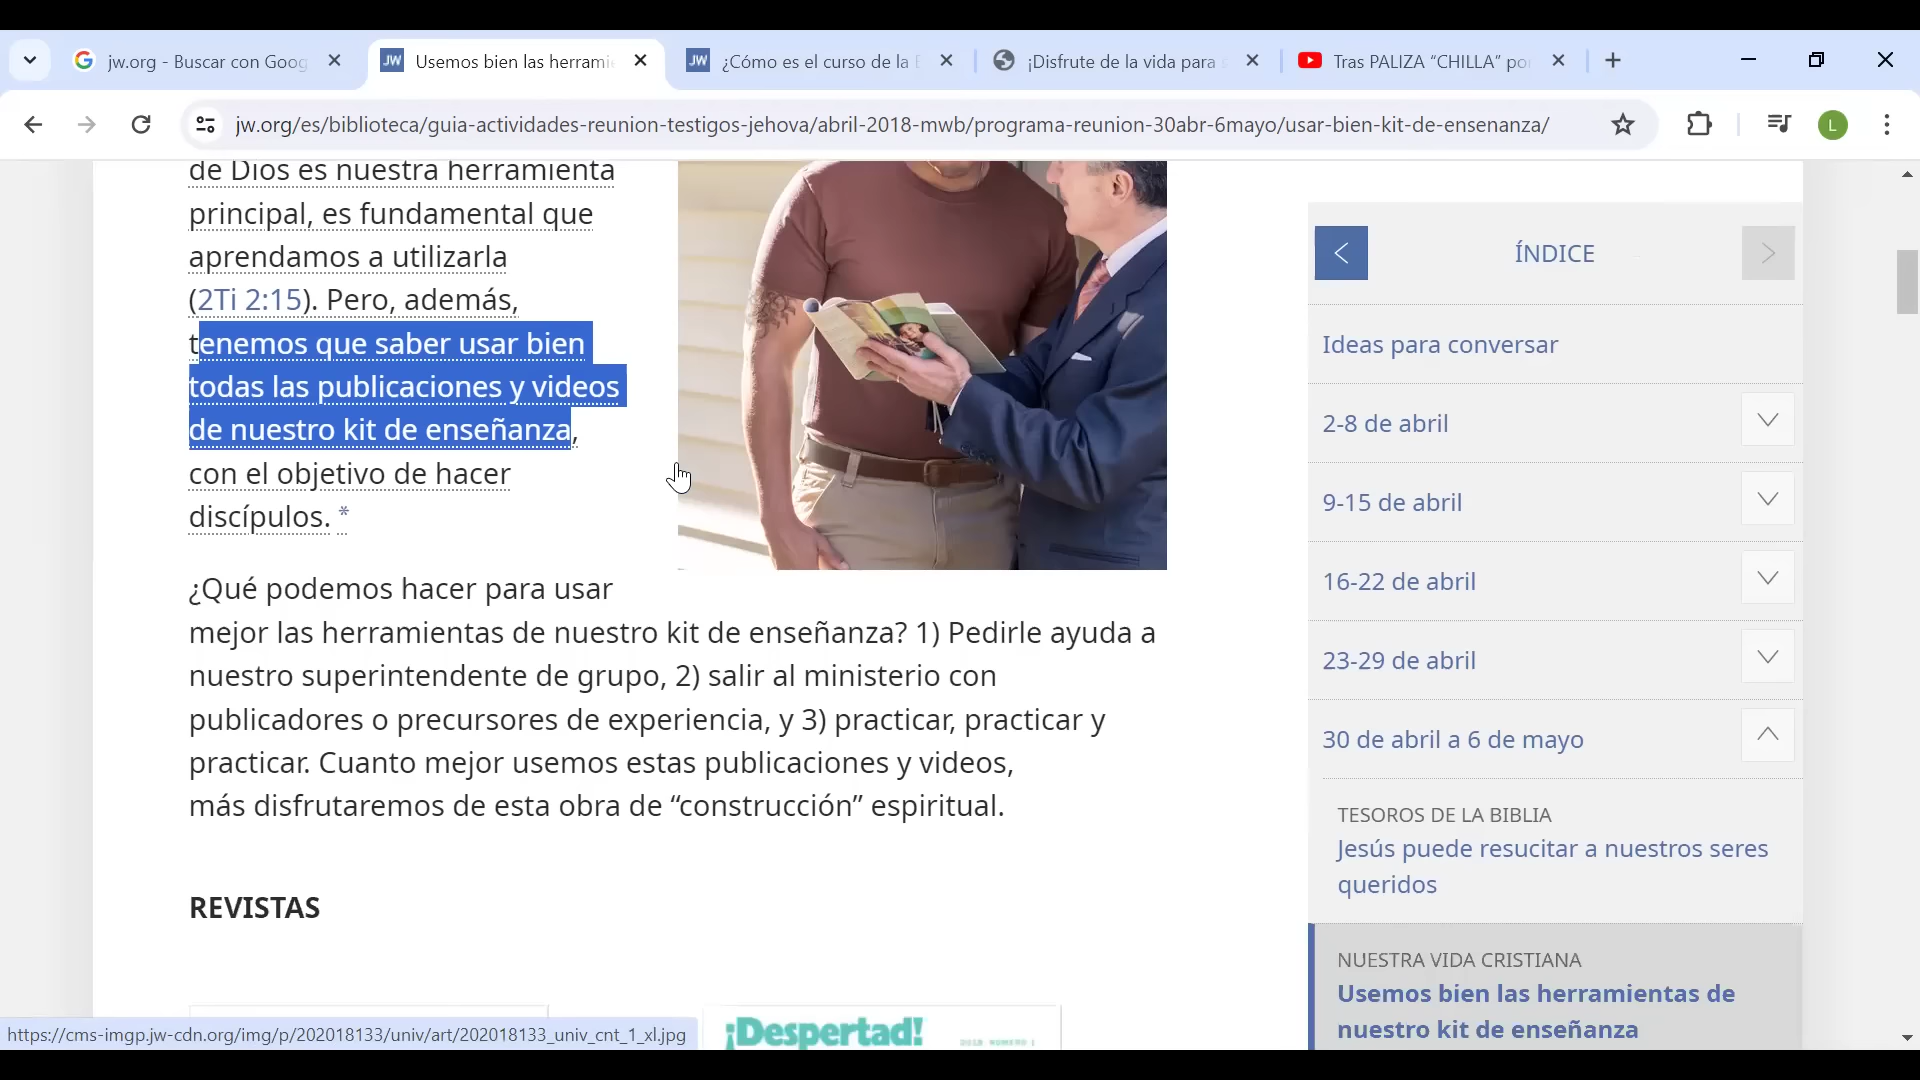 jw.org - Buscar con Goog
JW
Usemos bien las herrami
JW
¿Cómo es el curso de la
¡Disfrute de la vida para
Tras PALIZA “CHILLA” po
jw.org/es/biblioteca/guia-actividades-reunion-testigos-jehova/abril-2018-mwb/programa-reunion-30abr-6mayo/usar-bien-kit-de-ensenanza/
L
de Dios es nuestra herramienta
principal, es fundamental que
aprendamos a utilizarla
(2Ti 2:15). Pero, además,
tenemos que saber usar bien
todas las publicaciones y videos
de nuestro kit de enseñanza,
con el objetivo de hacer
discípulos. *
¿Qué podemos hacer para usar
mejor las herramientas de nuestro kit de enseñanza? 1) Pedirle ayuda a
nuestro superintendente de grupo, 2) salir al ministerio con
publicadores o precursores de experiencia, y 3) practicar, practicar y
practicar. Cuanto mejor usemos estas publicaciones y videos,
más disfrutaremos de esta obra de “construcción” espiritual.
REVISTAS
¡Despertad!
2018 NÚMERO 1
ÍNDICE
Ideas para conversar
2-8 de abril
9-15 de abril
16-22 de abril
23-29 de abril
30 de abril a 6 de mayo
TESOROS DE LA BIBLIA
Jesús puede resucitar a nuestros seres
queridos
NUESTRA VIDA CRISTIANA
Usemos bien las herramientas de
nuestro kit de enseñanza
https://cms-imgp.jw-cdn.org/img/p/202018133/univ/art/202018133_univ_cnt_1_xl.jpg